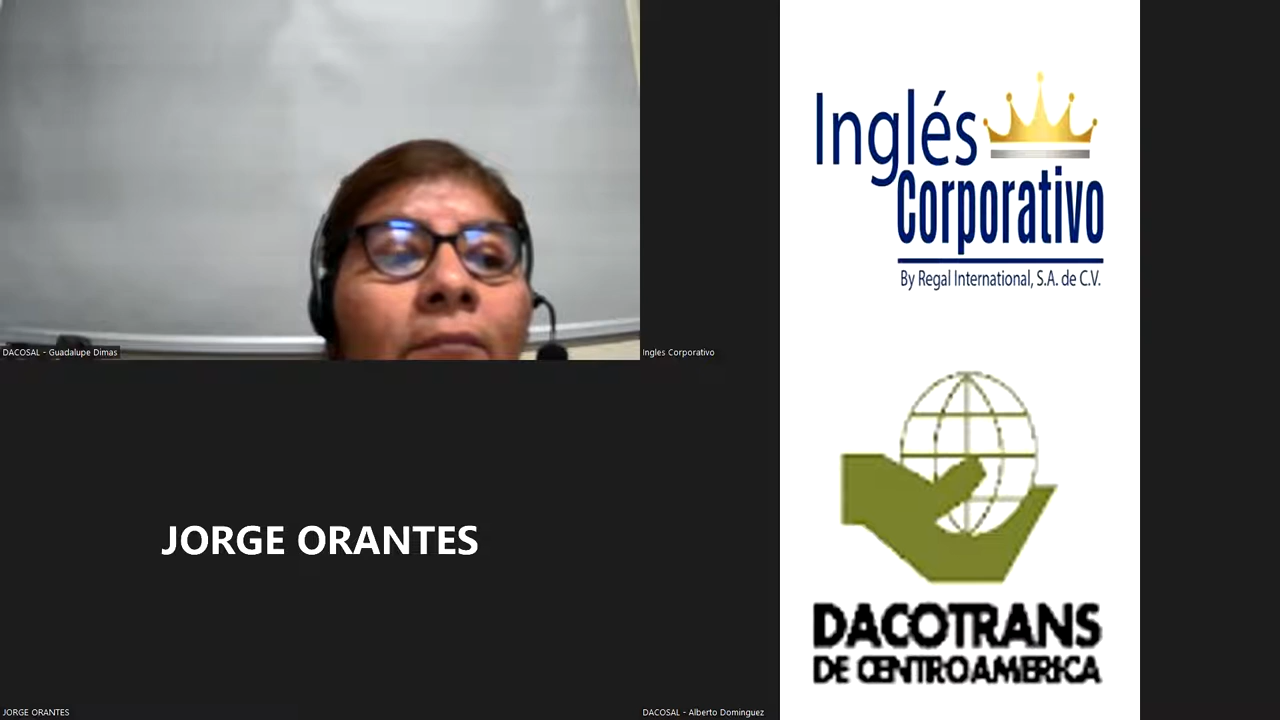 DACOSAL - Guadalupe Dimas
Inglés
Corporativo
By Regal International, S.A. de C.V.
Ingles Corporativo
JORGE ORANTES
JORGE ORANTES
DACOTRANS
DE CENTROAMERICA
DACOSAL - Alberto Dominguez